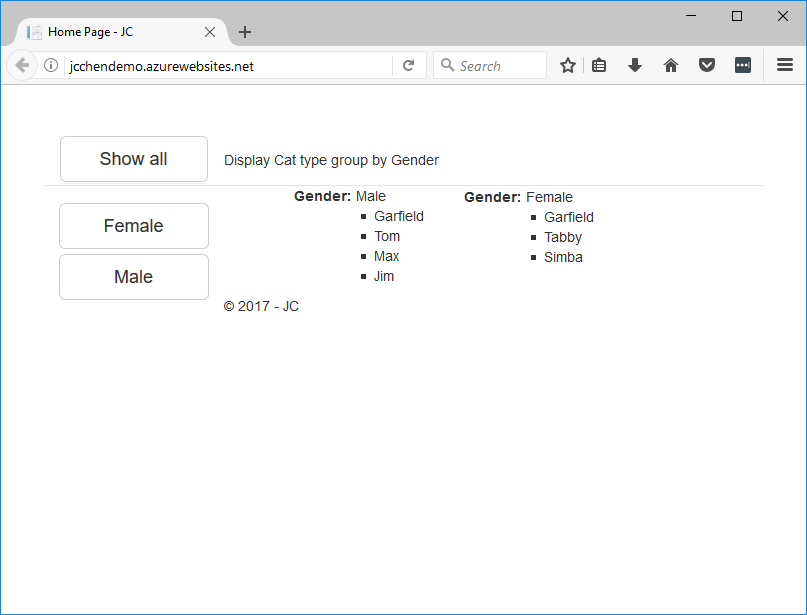 Home Page - JC
jcchendemo.azurewebsites.net
Search
Show all
Display Cat type group by Gender
Female
Male
Gender: Male
Garfield
Tom
Max
Jim
Gender: Female
Garfield
Tabby
Simba
© 2017 - JC